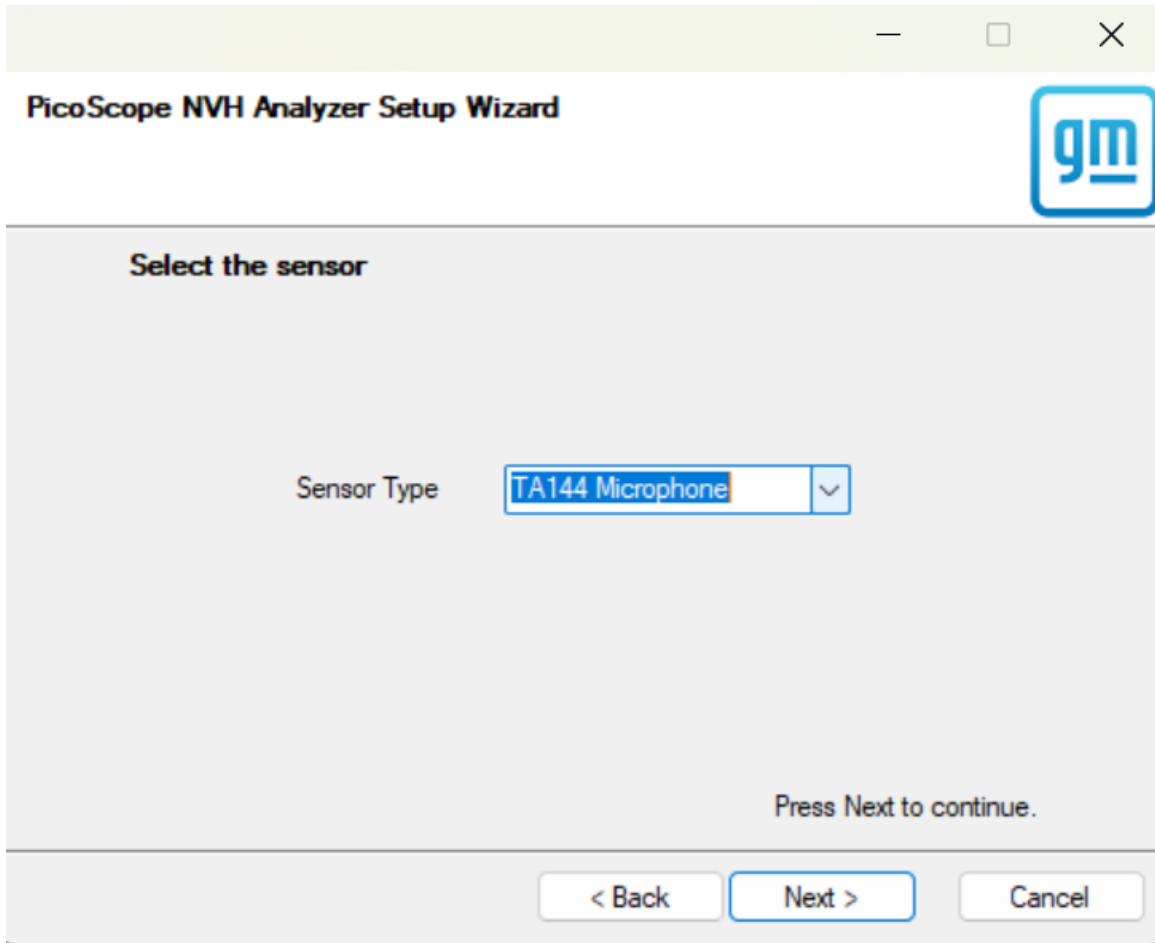 PicoScope NVH Analyzer Setup Wizard
gm
Select the sensor
Sensor Type TA144 Microphone
Press Next to continue.
< Back Next > Cancel